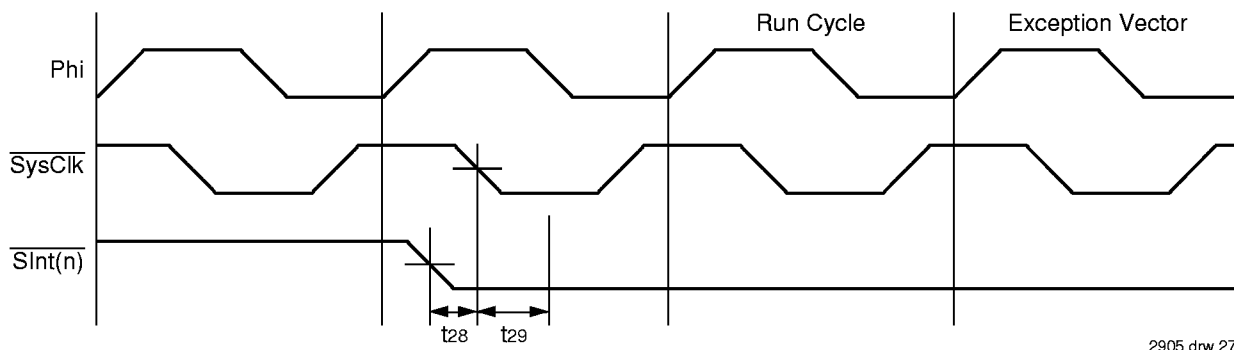 Run Cycle
Exception Vector
Phi
SysClk
SInt(n)
t28
t29
2905 drw 27